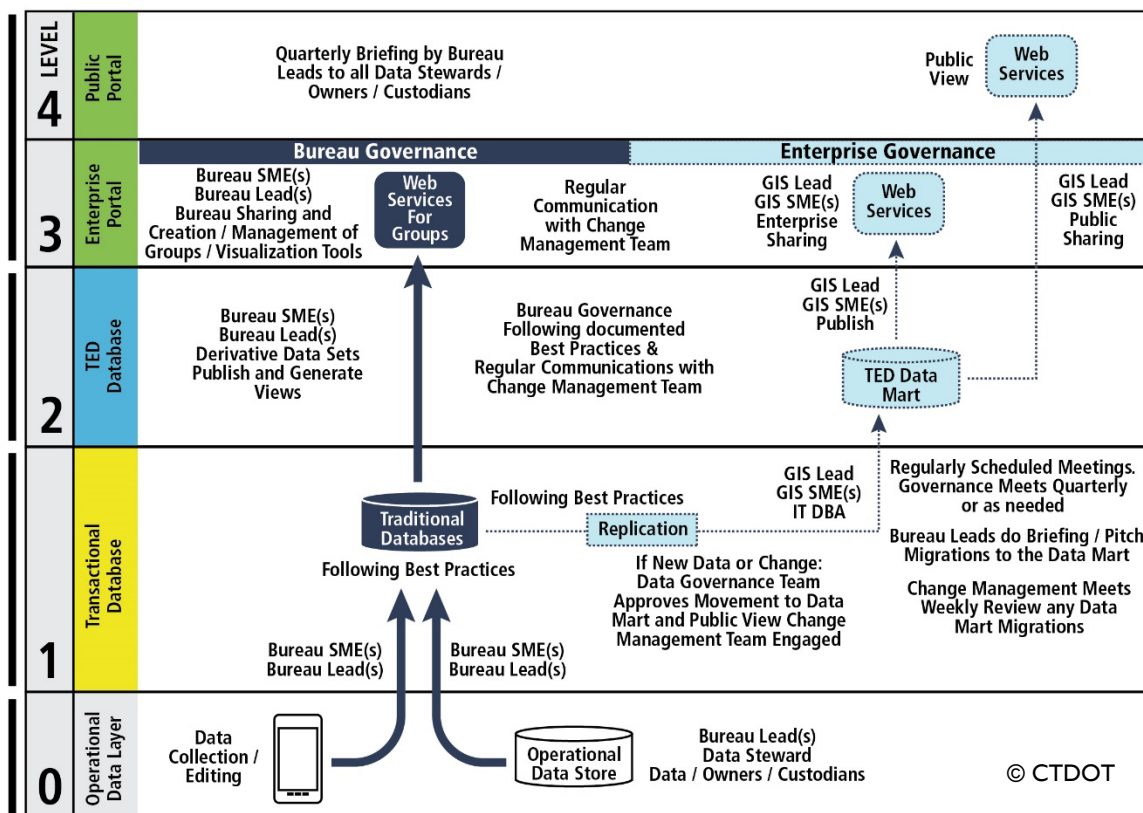 LEVEL
4
Public
Portal
Quarterly Briefing by Bureau
Leads to all Data Stewards /
Owners / Custodians
Public
View
Web
Services
3
Enterprise
Portal
Bureau Governance
Enterprise Governance
Bureau SME(s)
Bureau Lead(s)
Bureau Sharing and
Creation / Management of
Groups / Visualization Tools
Web
Services
For
Groups
Regular
Communication
with Change
Management Team
GIS Lead
GIS SME(s)
Enterprise
Sharing
Web
Services
GIS Lead
GIS SME(s)
Public
Sharing
2
TED
Database
Bureau SME(s)
Bureau Lead(s)
Derivative Data Sets
Publish and Generate
Views
Bureau Governance
Following documented
Best Practices &
Regular Communications with
Change Management Team
GIS Lead
GIS SME(s)
Publish
TED Data
Mart
1
Transactional
Database
Traditional
Databases
Following Best Practices
Following Best Practices
Replication
GIS Lead
GIS SME(s)
IT DBA
If New Data or Change:
Data Governance Team
Approves Movement to Data
Mart and Public View Change
Management Team Engaged
Regularly Scheduled Meetings.
Governance Meets Quarterly
or as needed
Bureau Leads do Briefing / Pitch
Migrations to the Data Mart
Change Management Meets
Weekly Review any Data
Mart Migrations
Bureau SME(s)
Bureau Lead(s)
Bureau SME(s)
Bureau Lead(s)
0
Operational
Data Layer
Data
Collection /
Editing
Operational
Data Store
Bureau Lead(s)
Data Steward
Data / Owners / Custodians
© CTDOT